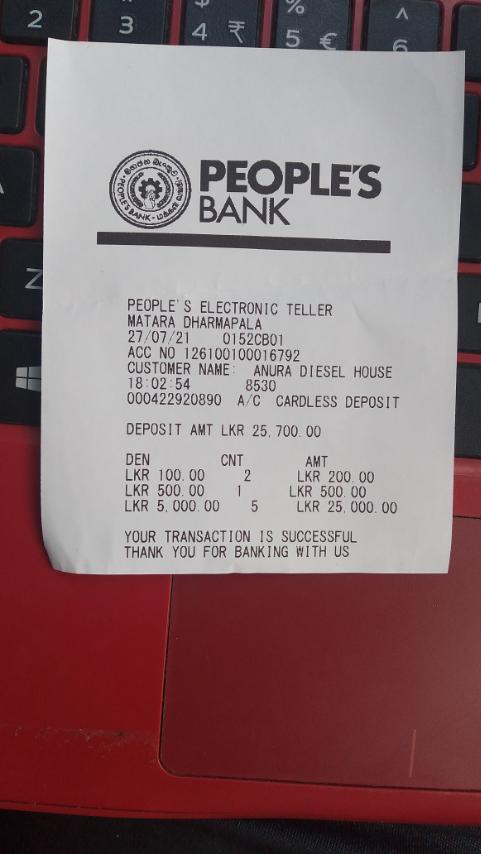 2
3
4 ₹
% 5 €
^ 6
A
Z
PEOPLE'S
BANK
PEOPLE'S BANK
PEOPLE'S ELECTRONIC TELLER
MATARA DHARMAPALA
27/07/21 0152CB01
ACC NO 126100100016792
CUSTOMER NAME: ANURA DIESEL HOUSE
18:02:54 8530
000422920890 A/C CARDLESS DEPOSIT
DEPOSIT AMT LKR 25,700.00
DEN CNT AMT
LKR 100.00 2 LKR 200.00
LKR 500.00 1 LKR 500.00
LKR 5,000.00 5 LKR 25,000.00
YOUR TRANSACTION IS SUCCESSFUL
THANK YOU FOR BANKING WITH US